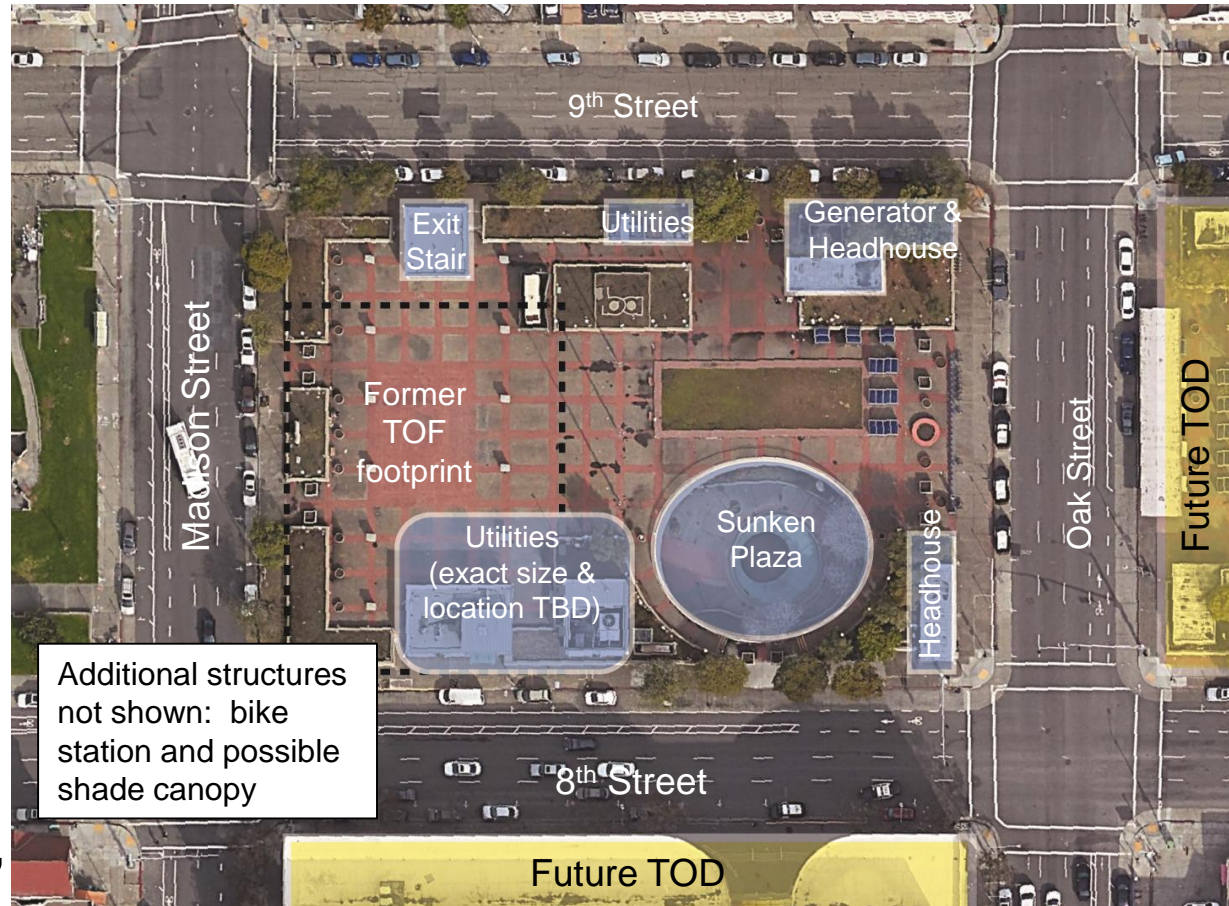 9th Street
Exit
Stair
Utilities
Generator &
Headhouse
Madison Street
Former
TOF
footprint
Oak Street
Future TOD
Utilities
(exact size &
location TBD)
Sunken
Plaza
Headhouse
Additional structures
not shown: bike
station and possible
shade canopy
8th Street
Future TOD